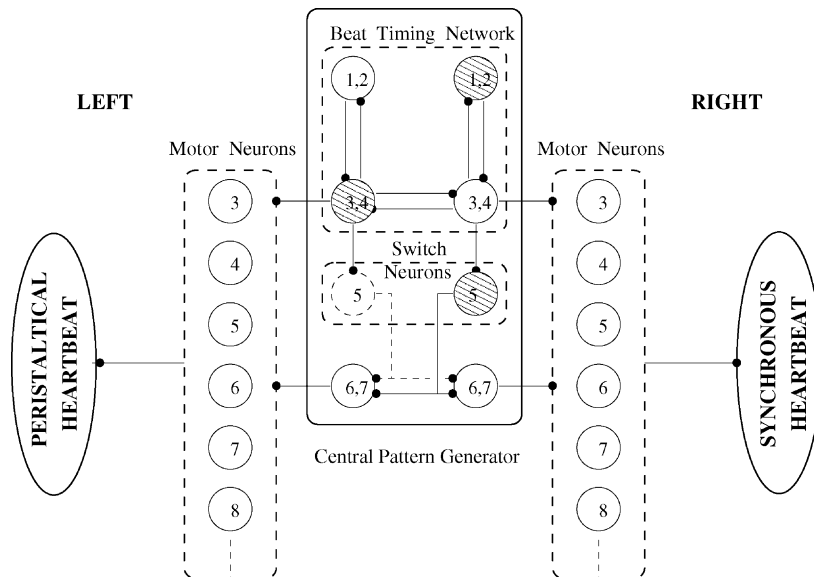 Beat Timing Network
1,2
1,2
LEFT
RIGHT
Motor Neurons
Motor Neurons
3
3,4
3,4
3
4
Switch
Neurons
4
5
5
5
5
PERISTALTICAL
HEARTBEAT
SYNCHRONOUS
HEARTBEAT
6
6,7
6,7
6
7
Central Pattern Generator
7
8
8